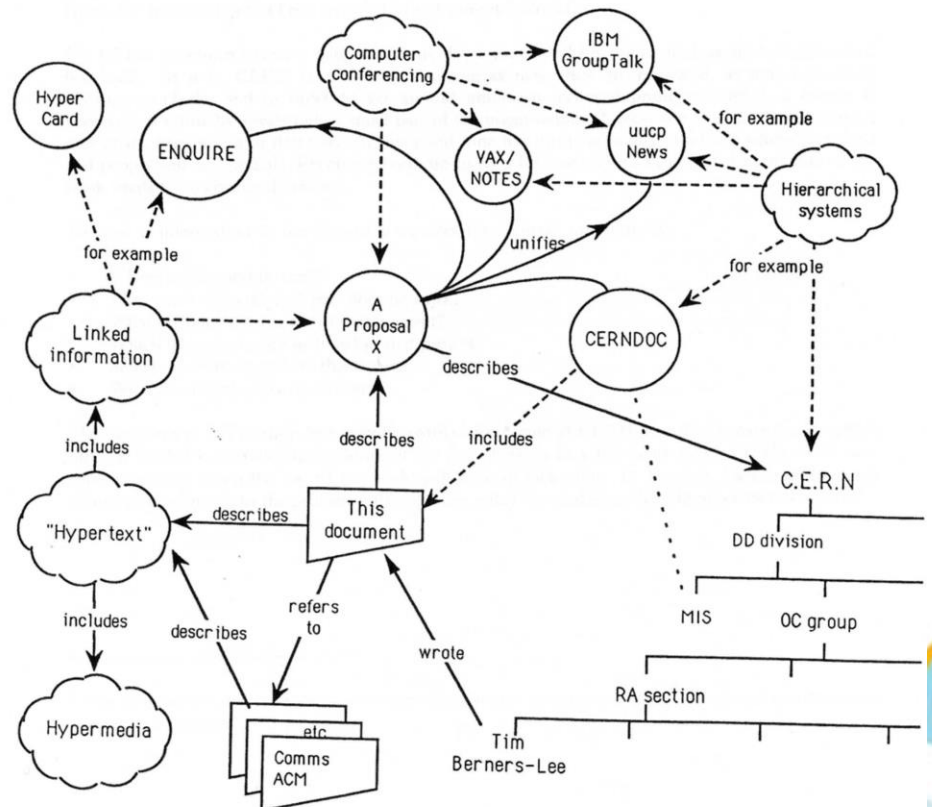 Computer
conferencing
IBM
GroupTalk
Hyper
Card
ENQUIRE
VAX/
NOTES
uucp
News
for example
Hierarchical
systems
unifies
for example
for example
A
Proposal
X
Linked
information
CERNDOC
describes
includes
describes
includes
C.E.R.N
This
document
describes
"Hypertext"
DD division
refers
to
MIS
OC group
includes
describes
wrote
RA section
Hypermedia
etc
Tim
Berners-Lee
Comms
ACM